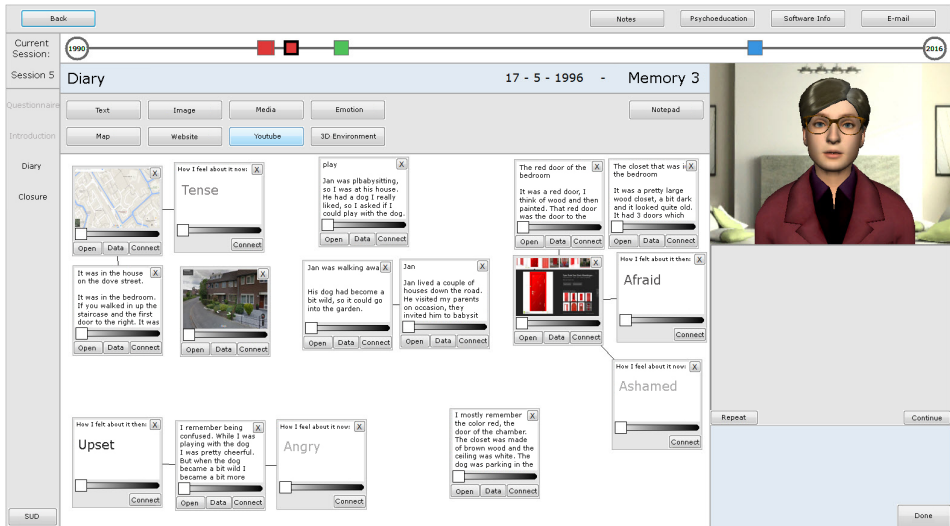 Back
Notes
Psychoeducation
Software Info
E-mail
Current
Session:
1990
2016
Session 5
Diary
17 - 5 - 1996 - Memory 3
Questionnaire
Introduction
Diary
Closure
Text
Image
Media
Emotion
Notepad
Map
Website
Youtube
3D Environment
X
Open Data Connect
How I feel about it now: X
Tense
Connect
play X
Jan was plbabysitting,
so I was at his house.
He had a dog I really
liked, so I asked if I
could play with the dog.
Open Data Connect
The red door of the X
bedroom
It was a red door, I
think of wood and then
painted. That red door
was the door to the
Open Data Connect
The closet that was in X
the bedroom
It was a pretty large
wood closet, a bit dark
and it looked quite old.
It had 3 doors which
Open Data Connect
It was in the house X
on the dove street.
It was in the bedroom.
If you walked in up the
staircase and the first
door to the right. It was
Open Data Connect
X
Open Data Connect
Jan was walking awa X
His dog had become a
bit wild, so it could go
into the garden.
Open Data Connect
Jan X
Jan lived a couple of
houses down the road.
He visited my parents
on occasion, they
invited him to babysit
Open Data Connect
X
Open Data Connect
How I felt about it then: X
Afraid
Connect
How I feel about it now: X
Ashamed
Connect
How I felt about it then: X
Upset
Connect
I remember being X
confused. While I was
playing with the dog
I was pretty cheerful.
But when the dog
became a bit wild I
became a bit more
Open Data Connect
How I feel about it now: X
Angry
Connect
I mostly remember X
the color red, the
door of the chamber.
The closet was made
of brown wood and the
ceiling was white. The
dog was parking in the
Open Data Connect
Repeat
Continue
SUD
Done